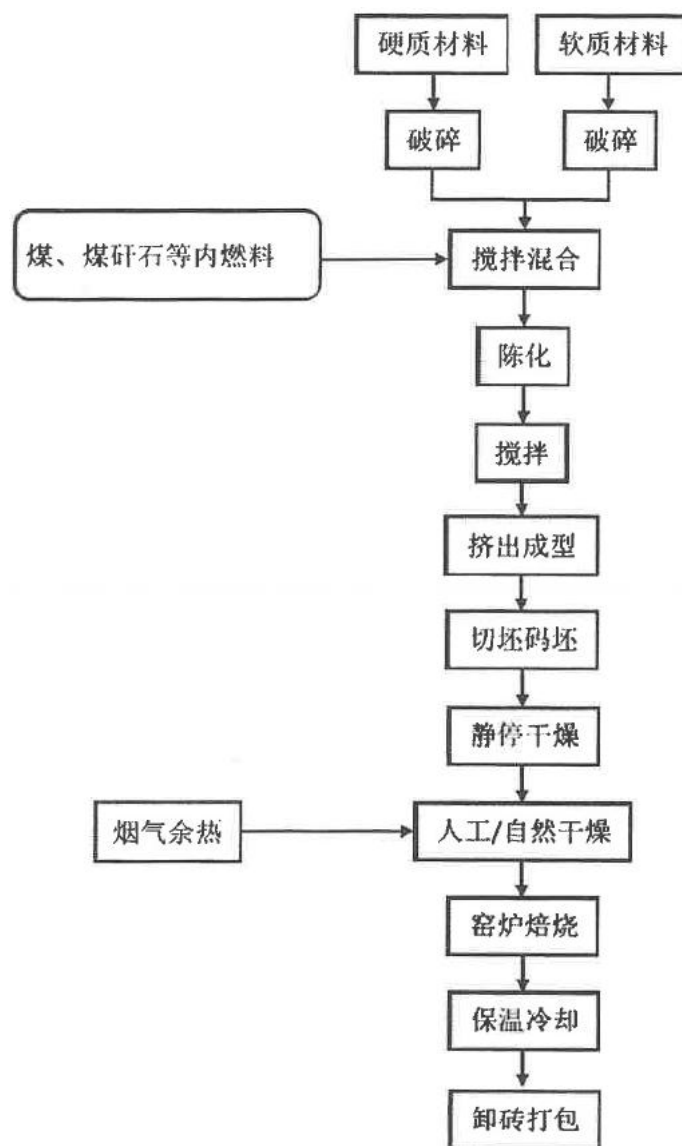 硬质材料
软质材料
破碎
破碎
煤、煤矸石等内燃料
搅拌混合
陈化
搅拌
挤出成型
切坯码坯
静停干燥
烟气余热
人工/自然干燥
窑炉焙烧
保温冷却
卸砖打包